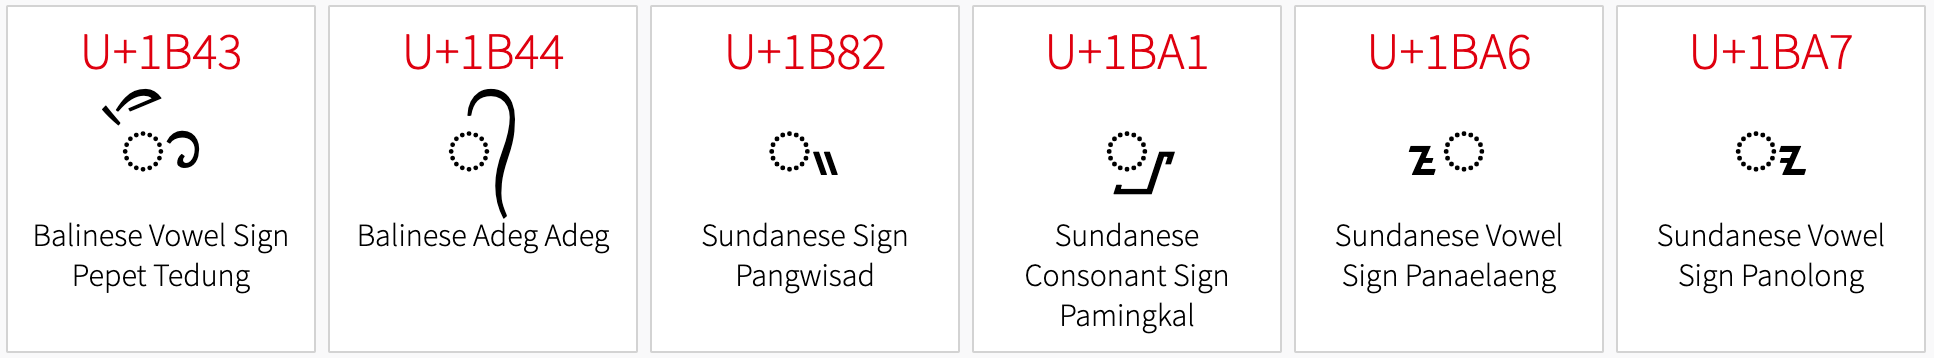 U+1B43
ᭃ
Balinese Vowel Sign
Pepet Tedung
U+1B44
᭄
Balinese Adeg Adeg
U+1B82
ᮂ
Sundanese Sign
Pangwisad
U+1BA1
ᮡ
Sundanese
Consonant Sign
Pamingkal
U+1BA6
ᮦ
Sundanese Vowel
Sign Panaelaeng
U+1BA7
ᮧ
Sundanese Vowel
Sign Panolong